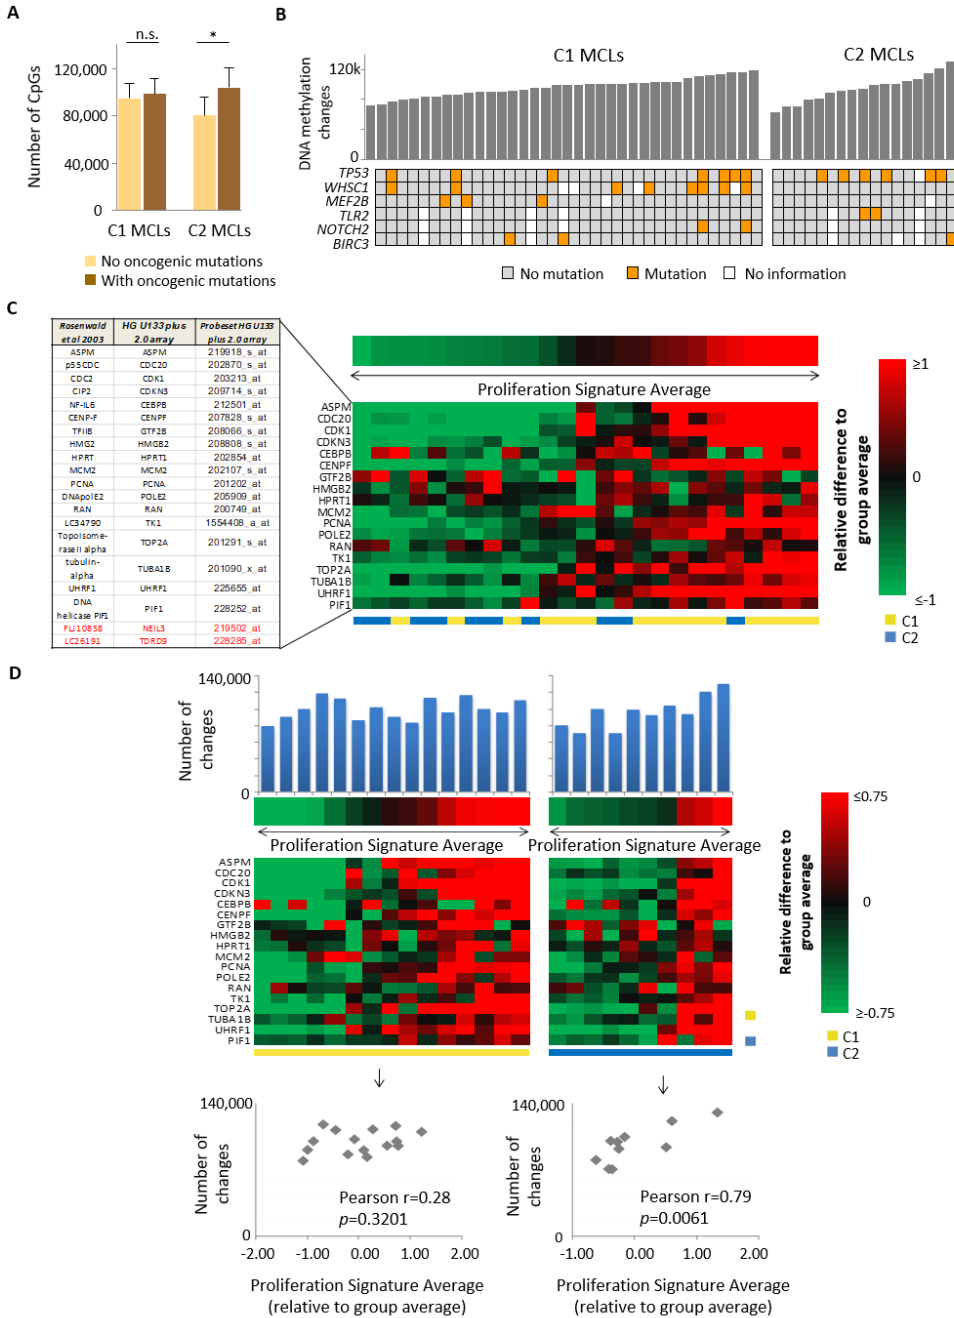 A
n.s.
*
Number of CpGs
120,000
80,000
40,000
0
C1 MCLs
C2 MCLs
No oncogenic mutations
With oncogenic mutations
B
C1 MCLs
C2 MCLs
DNA methylation
changes
120k
0
TP53
WHSC1
MEF2B
TLR2
NOTCH2
BIRC3
No mutation
Mutation
No information
C
Rosenwald et al 2003 HG U133 plus 2.0 array Probeset HG U133 plus 2.0 array
ASPM ASPM 219918_s_at
p55CDC CDC20 202870_s_at
CDC2 CDK1 203213_at
CIP2 CDKN3 209714_s_at
NF-IL6 CEBPB 212501_at
CENP-F CENPF 207828_s_at
TFIIB GTF2B 208066_s_at
HMG2 HMGB2 208808_s_at
HPRT HPRT1 202854_at
MCM2 MCM2 202107_s_at
PCNA PCNA 201202_at
DNApolE2 POLE2 205909_at
RAN RAN 200749_at
LC34790 TK1 1554408_a_at
Topoisome-rase II alpha TOP2A 201291_s_at
tubulin-alpha TUBA1B 201090_x_at
UHRF1 UHRF1 225655_at
DNA helicase PIF1 PIF1 228252_at
FLJ10858 NEIL3 219502_at
LC26191 TDRD9 228285_at
Proliferation Signature Average
ASPM
CDC20
CDK1
CDKN3
CEBPB
CENPF
GTF2B
HMGB2
HPRT1
MCM2
PCNA
POLE2
RAN
TK1
TOP2A
TUBA1B
UHRF1
PIF1
Relative difference to
group average
≥1
0
≤-1
C1
C2
D
Number of
changes
140,000
0
Proliferation Signature Average
Proliferation Signature Average
ASPM
CDC20
CDK1
CDKN3
CEBPB
CENPF
GTF2B
HMGB2
HPRT1
MCM2
PCNA
POLE2
RAN
TK1
TOP2A
TUBA1B
UHRF1
PIF1
Relative difference to
group average
≤0.75
0
≥-0.75
C1
C2
Number of
changes
140,000
0
Pearson r=0.28
p=0.3201
-2.00 -1.00 0.00 1.00 2.00
Proliferation Signature Average
(relative to group average)
Number of
changes
140,000
0
Pearson r=0.79
p=0.0061
-1.00 0.00 1.00 2.00
Proliferation Signature Average
(relative to group average)